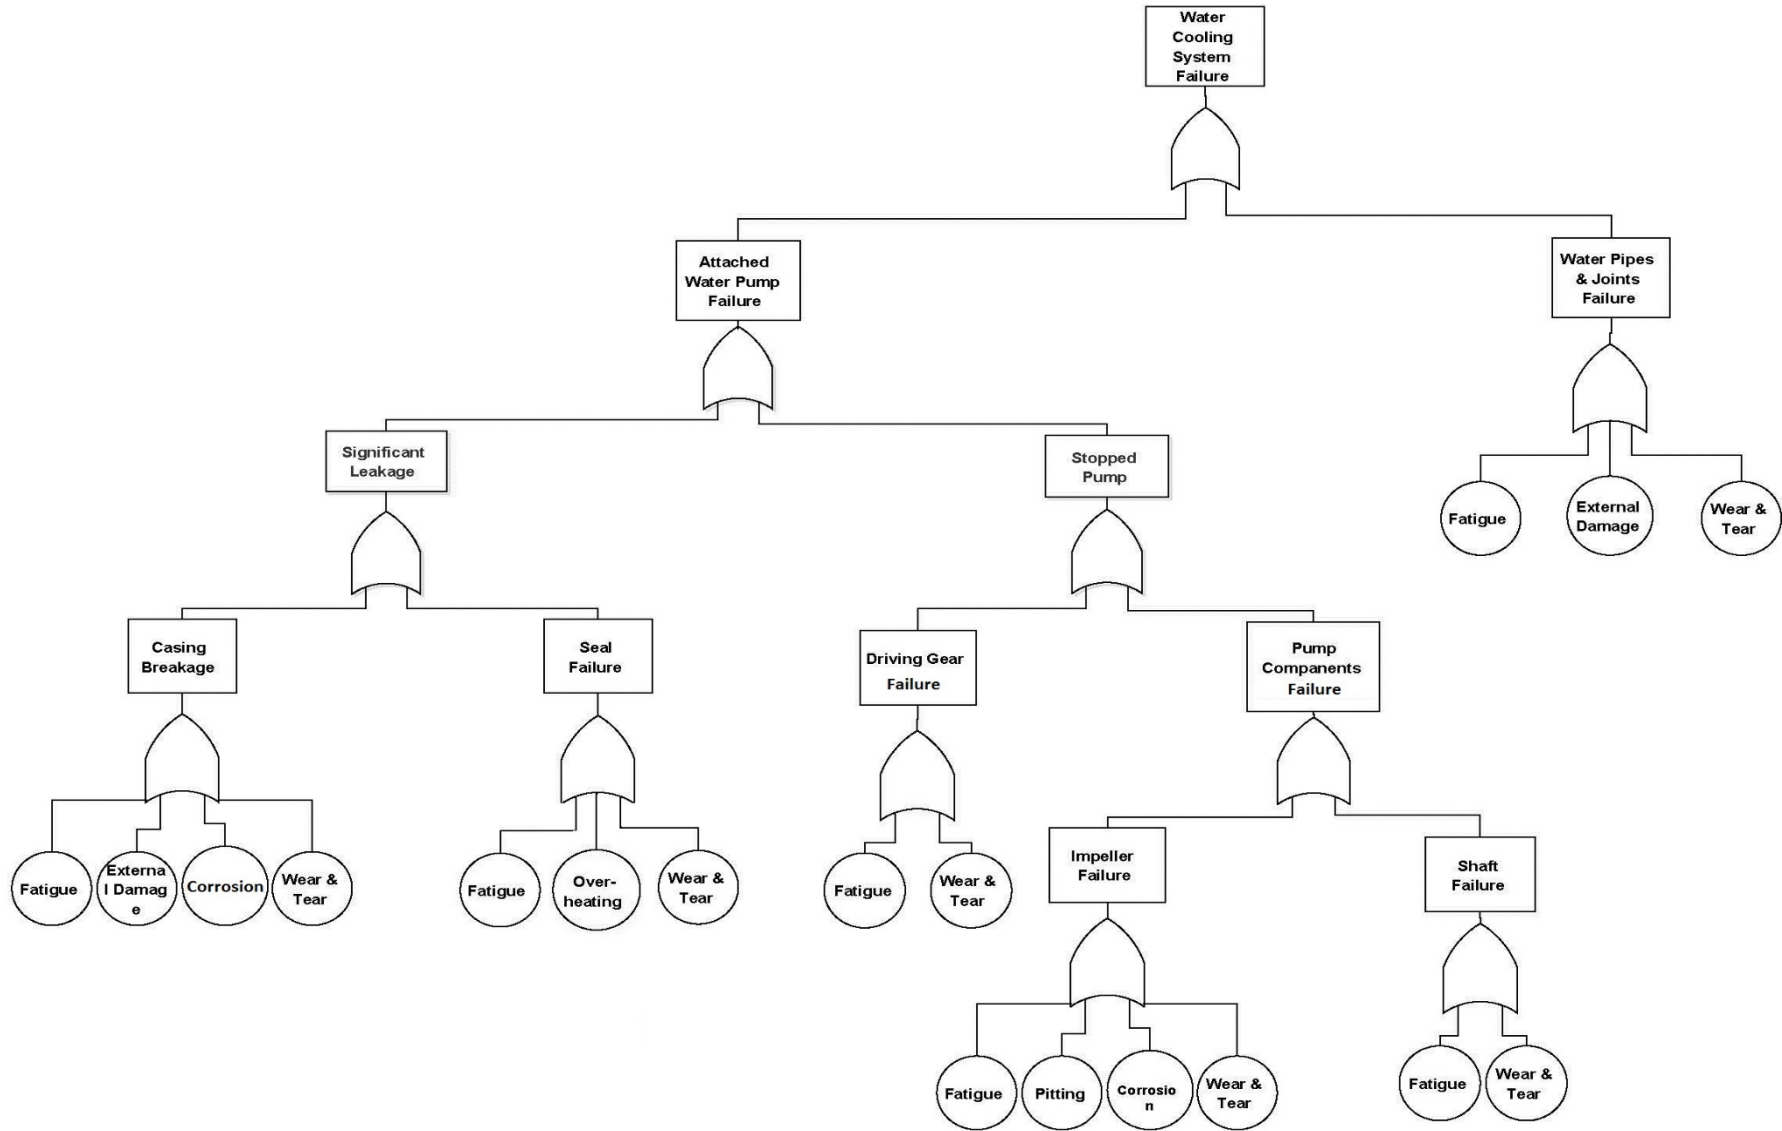 Water
Cooling
System
Failure
Attached
Water Pump
Failure
Water Pipes
& Joints
Failure
Significant
Leakage
Stopped
Pump
Fatigue
External
Damage
Wear &
Tear
Casing
Breakage
Seal
Failure
Driving Gear
Failure
Pump
Companents
Failure
Fatigue
Externa
l Damag
e
Corrosion
Wear &
Tear
Fatigue
Over-
heating
Wear &
Tear
Fatigue
Wear &
Tear
Impeller
Failure
Shaft
Failure
Fatigue
Pitting
Corrosio
n
Wear &
Tear
Fatigue
Wear &
Tear